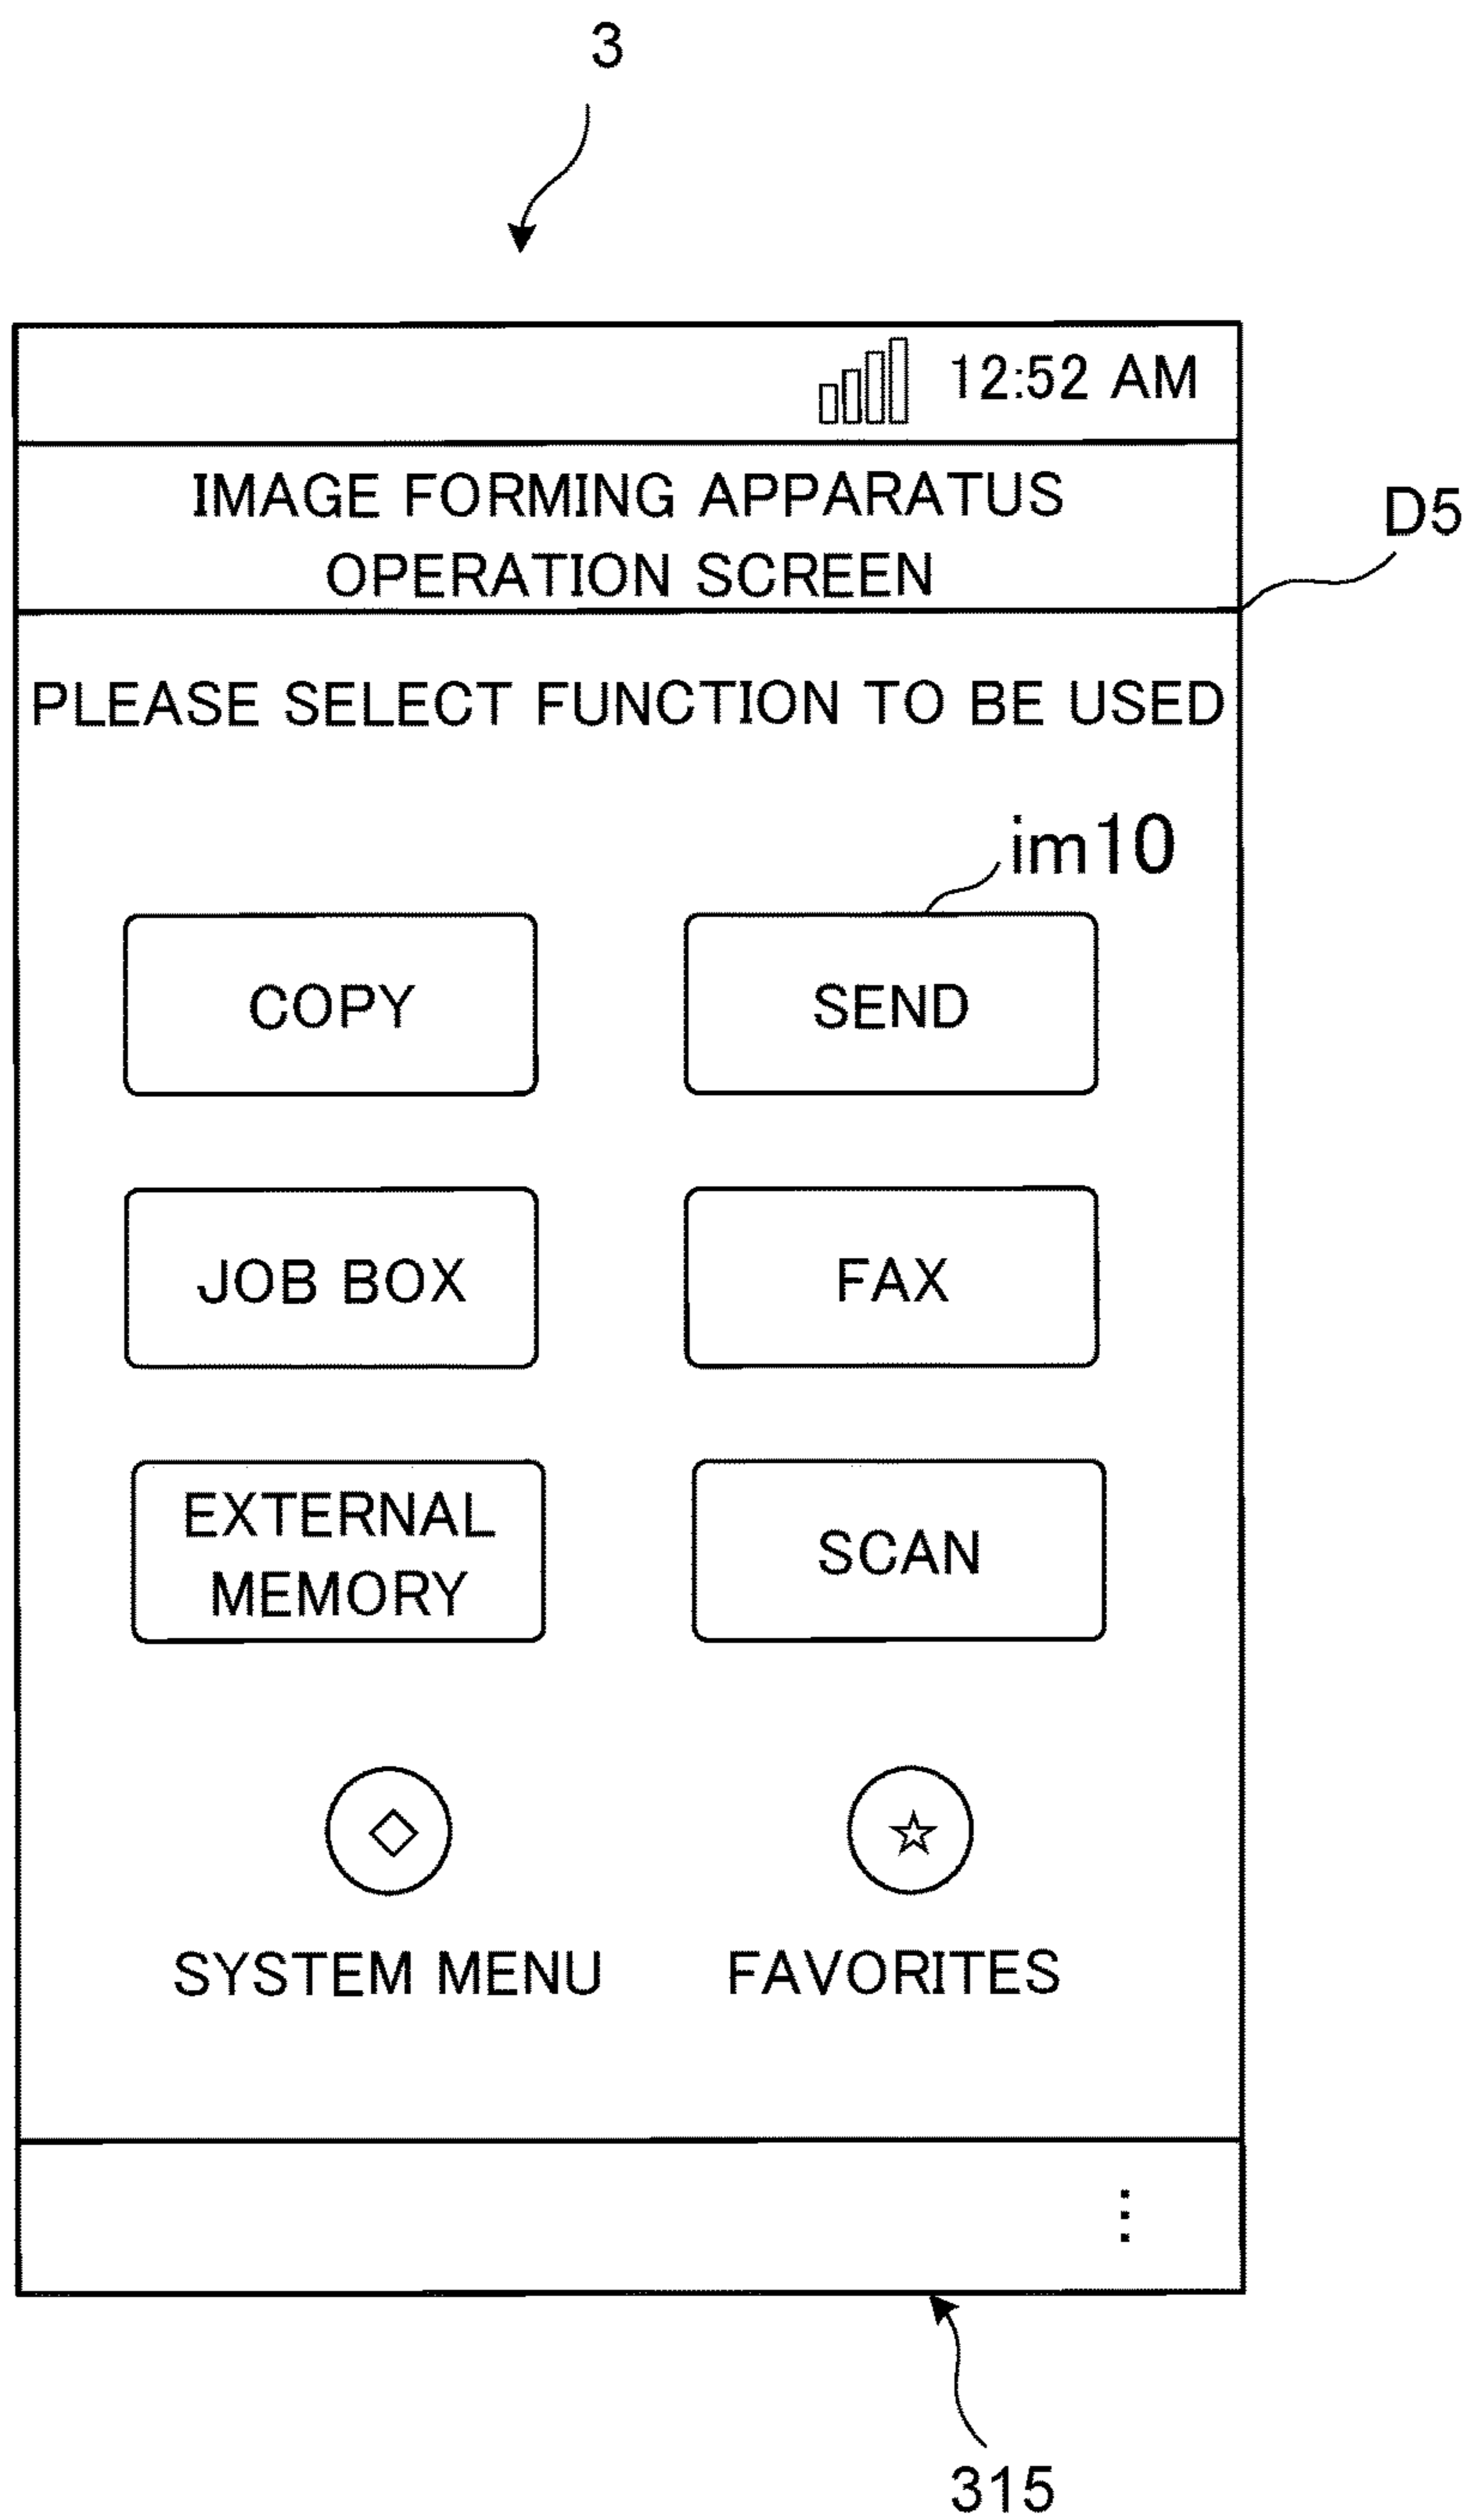 3
12:52 AM
IMAGE FORMING APPARATUS
OPERATION SCREEN
D5
PLEASE SELECT FUNCTION TO BE USED
im10
COPY
SEND
JOB BOX
FAX
EXTERNAL
MEMORY
SCAN
SYSTEM MENU
FAVORITES
315